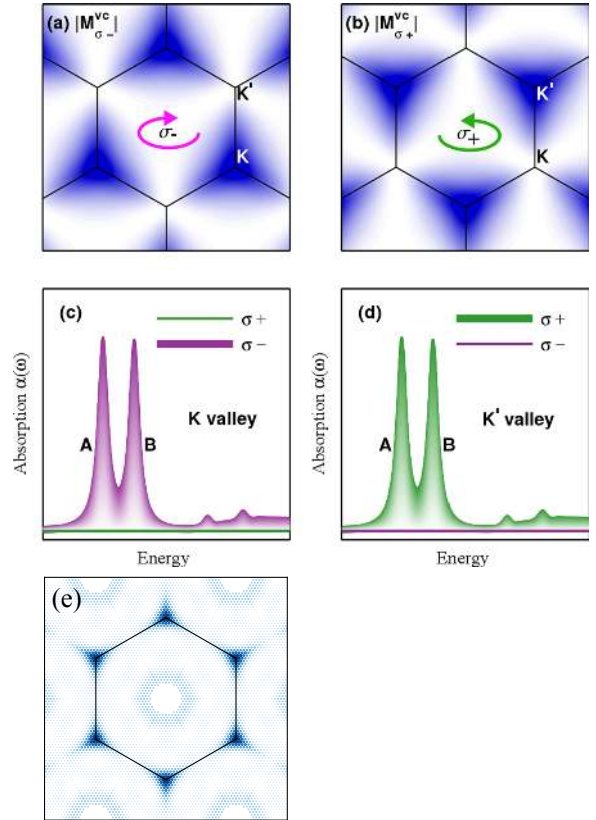 (a) |M^vc_σ−|
K'
σ-
K
(b) |M^vc_σ+|
K'
σ+
K
(c)
σ +
σ −
K valley
A
B
Absorption α(ω)
Energy
(d)
σ +
σ −
K' valley
A
B
Absorption α(ω)
Energy
(e)